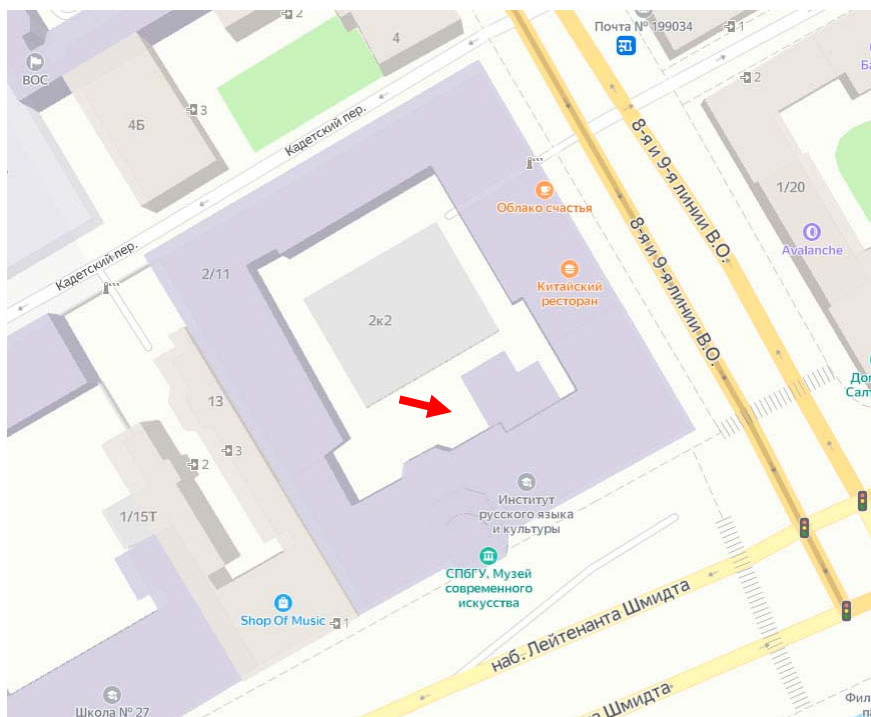 2
Почта № 199034
1
4
ВОС
2
3
4Б
Кадетский пер.
8-я и 9-я линии В.О.
1/20
Облако счастья
8-я и 9-я линии В.О.
Avalanche
Кадетский пер.
2/11
Китайский
ресторан
2к2
13
3
2
Институт
русского языка
и культуры
1/15Т
СПбГУ, Музей
современного
искусства
наб. Лейтенанта Шмидта
Shop Of Music
1
Школа № 27
Шмидта